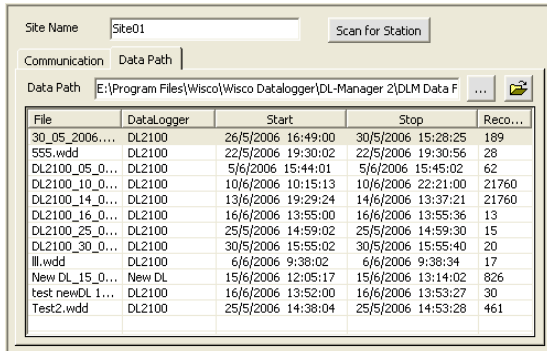 Site Name Site01 Scan for Station
Communication Data Path
Data Path E:\Program Files\Wisco\Wisco Datalogger\DL-Manager 2\DLM Data F ...
File DataLogger Start Stop Reco...
30_05_2006.... DL2100 26/5/2006 16:49:00 30/5/2006 15:28:25 189
555.wdd DL2100 22/5/2006 19:30:02 22/5/2006 19:30:56 28
DL2100_05_0... DL2100 5/6/2006 15:44:01 5/6/2006 15:45:02 62
DL2100_10_0... DL2100 10/6/2006 10:15:13 10/6/2006 22:21:00 21760
DL2100_14_0... DL2100 13/6/2006 19:29:24 14/6/2006 13:37:21 21760
DL2100_16_0... DL2100 16/6/2006 13:55:00 16/6/2006 13:55:36 13
DL2100_25_0... DL2100 25/5/2006 14:59:02 25/5/2006 14:59:30 15
DL2100_30_0... DL2100 30/5/2006 15:55:02 30/5/2006 15:55:40 20
lll.wdd DL2100 6/6/2006 9:38:02 6/6/2006 9:38:34 17
New DL_15_0... New DL 15/6/2006 12:05:17 15/6/2006 13:14:02 826
test newDL 1... DL2100 16/6/2006 13:52:00 16/6/2006 13:53:27 30
Test2.wdd DL2100 25/5/2006 14:38:04 25/5/2006 14:53:28 461